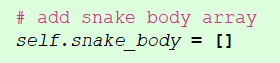 # add snake body array
self.snake_body = []